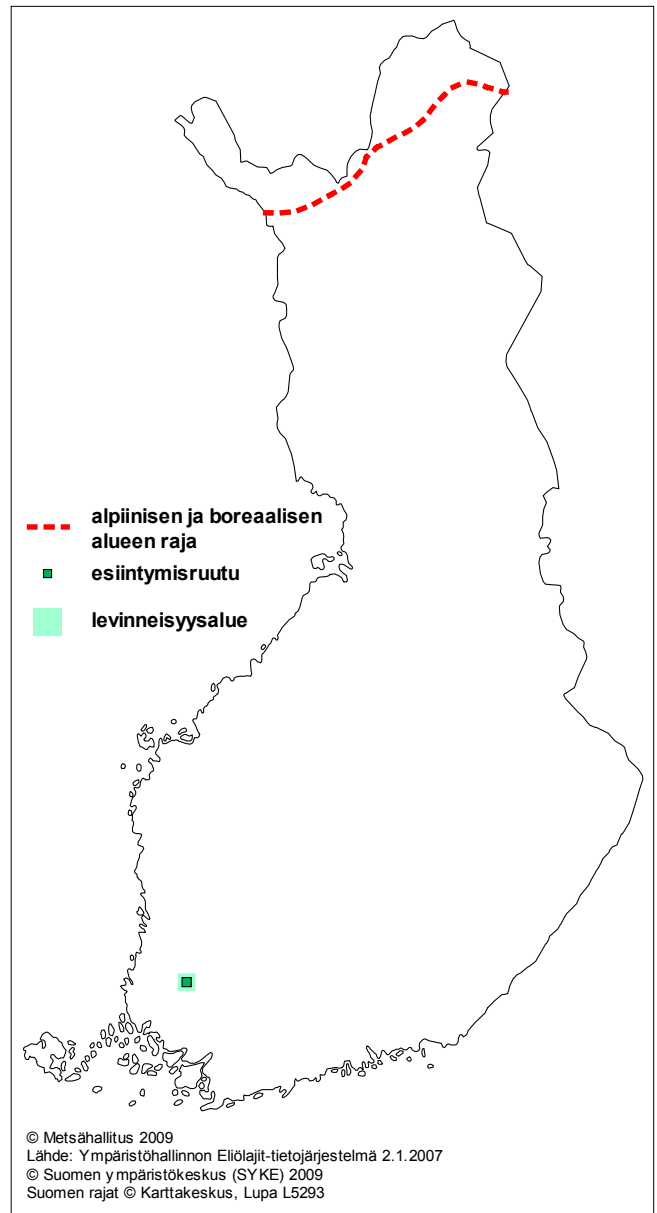 alpiinisen ja boreaalisen
alueen raja
esiintymisruutu
levinneisyysalue
© Metsähallitus 2009
Lähde: Ympäristöhallinnon Eliölajit-tietojärjestelmä 2.1.2007
© Suomen ympäristökeskus (SYKE) 2009
Suomen rajat © Karttakeskus, Lupa L5293